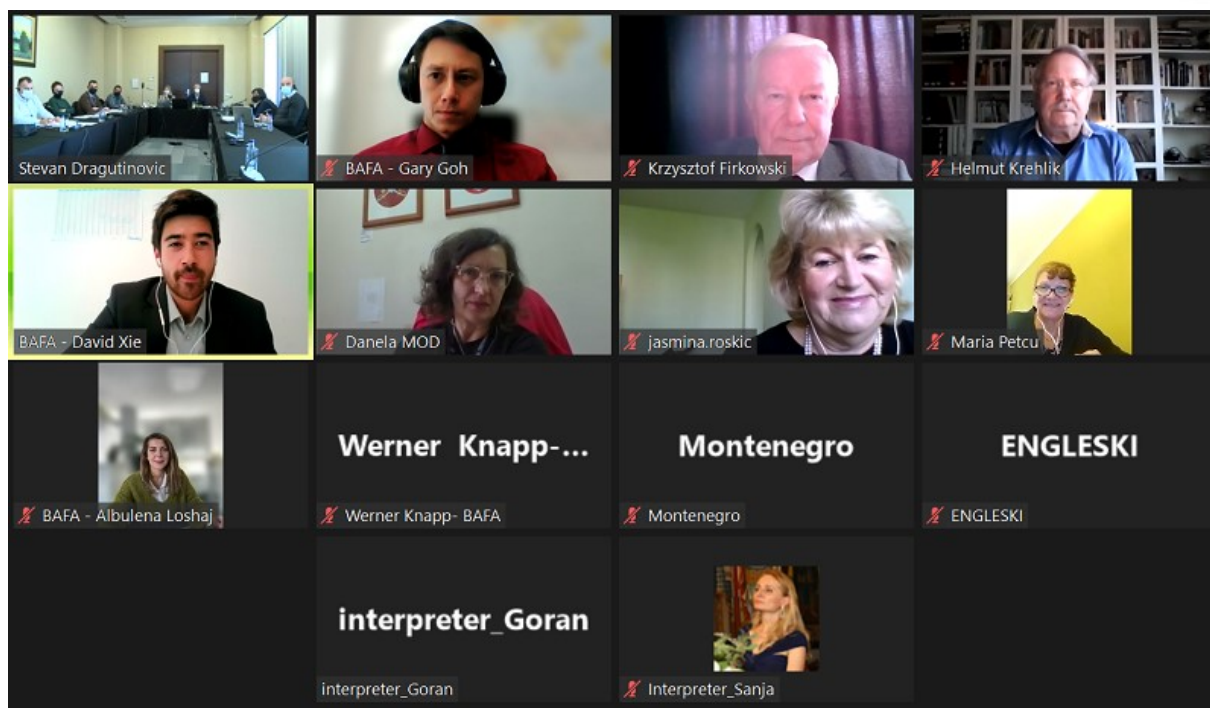 Stevan Dragutinovic
BAFA - Gary Goh
Krzysztof Firkowski
Helmut Krehlik
BAFA - David Xie
Danela MOD
jasmina.roskic
Maria Petcu
BAFA - Albulena Loshaj
Werner Knapp-...
Werner Knapp- BAFA
Montenegro
Montenegro
ENGLESKI
ENGLESKI
interpreter_Goran
interpreter_Goran
Interpreter_Sanja